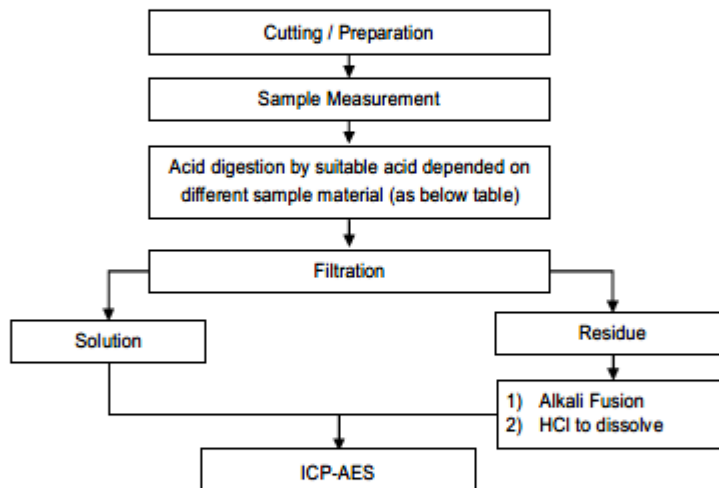 Cutting / Preparation
Sample Measurement
Acid digestion by suitable acid depended on
different sample material (as below table)
Filtration
Solution
Residue
1) Alkali Fusion
2) HCl to dissolve
ICP-AES